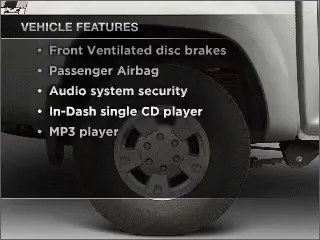 VEHICLE FEATURES
• Front Ventilated disc brakes
• Passenger Airbag
• Audio system security
• In-Dash single CD player
• MP3 player